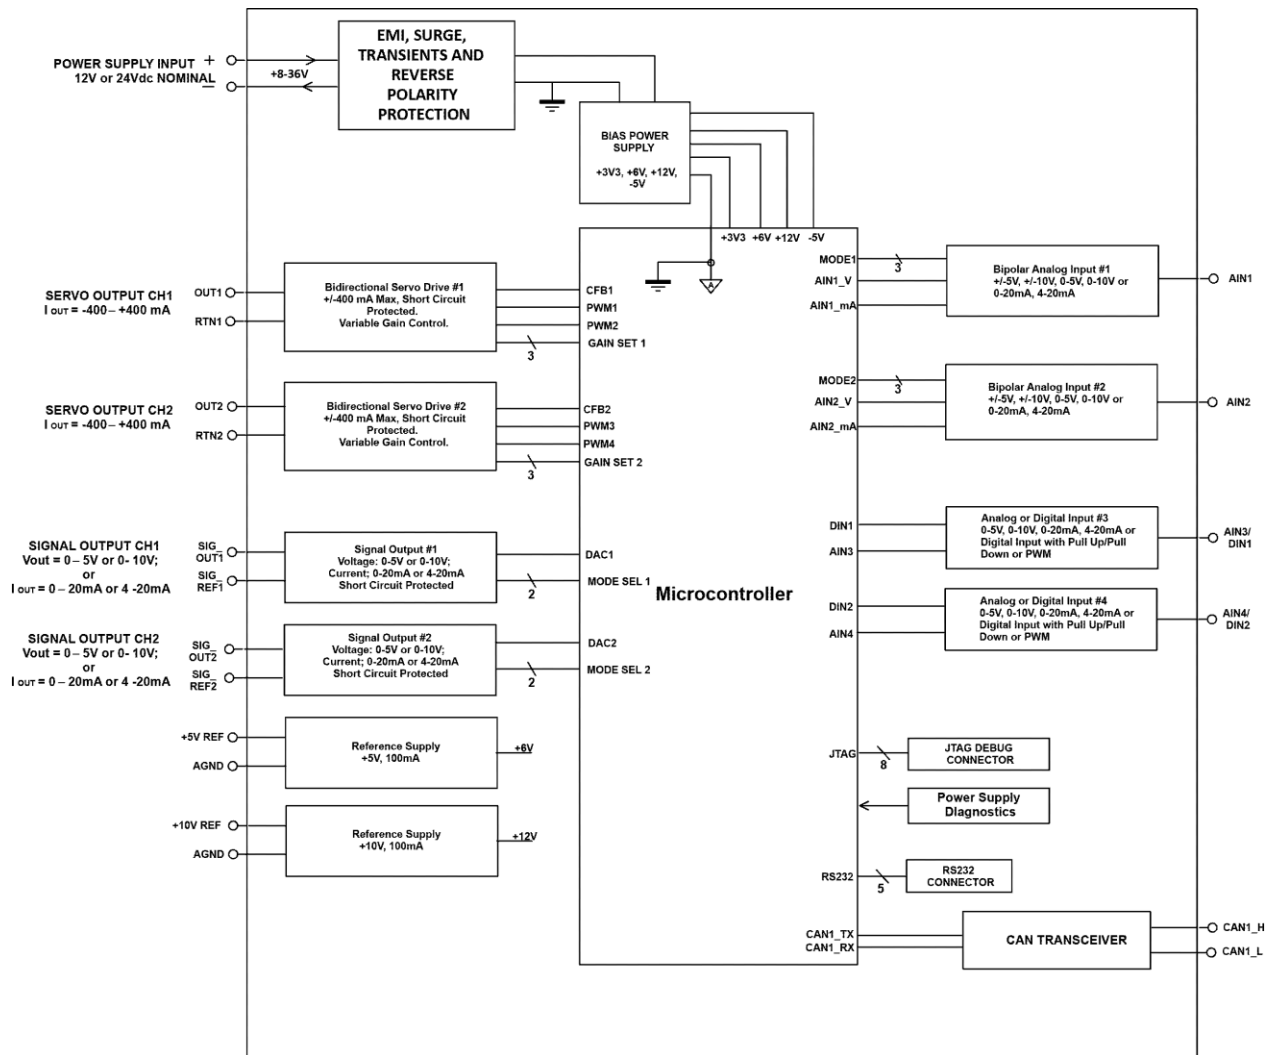 POWER SUPPLY INPUT
12V or 24Vdc NOMINAL
+
–
+8-36V
EMI, SURGE,
TRANSIENTS AND
REVERSE
POLARITY
PROTECTION
BIAS POWER
SUPPLY
+3V3, +6V, +12V,
-5V
+3V3 +6V +12V -5V
A
SERVO OUTPUT CH1
I OUT = -400 – +400 mA
OUT1
RTN1
Bidirectional Servo Drive #1
+/-400 mA Max, Short Circuit
Protected.
Variable Gain Control.
CFB1
PWM1
PWM2
GAIN SET 1
3
SERVO OUTPUT CH2
I OUT = -400 – +400 mA
OUT2
RTN2
Bidirectional Servo Drive #2
+/-400 mA Max, Short Circuit
Protected.
Variable Gain Control.
CFB2
PWM3
PWM4
GAIN SET 2
3
SIGNAL OUTPUT CH1
Vout = 0 – 5V or 0- 10V;
or
I OUT = 0 – 20mA or 4 -20mA
SIG_
OUT1
SIG_
REF1
Signal Output #1
Voltage: 0-5V or 0-10V;
Current; 0-20mA or 4-20mA
Short Circuit Protected
DAC1
MODE SEL 1
2
SIGNAL OUTPUT CH2
Vout = 0 – 5V or 0- 10V;
or
I OUT = 0 – 20mA or 4 -20mA
SIG_
OUT2
SIG_
REF2
Signal Output #2
Voltage: 0-5V or 0-10V;
Current; 0-20mA or 4-20mA
Short Circuit Protected
DAC2
MODE SEL 2
2
+5V REF
AGND
Reference Supply
+5V, 100mA
+6V
+10V REF
AGND
Reference Supply
+10V, 100mA
+12V
Microcontroller
MODE1
3
AIN1_V
AIN1_mA
Bipolar Analog Input #1
+/-5V, +/-10V, 0-5V, 0-10V or
0-20mA, 4-20mA
AIN1
MODE2
3
AIN2_V
AIN2_mA
Bipolar Analog Input #2
+/-5V, +/-10V, 0-5V, 0-10V or
0-20mA, 4-20mA
AIN2
DIN1
AIN3
Analog or Digital Input #3
0-5V, 0-10V, 0-20mA, 4-20mA or
Digital Input with Pull Up/Pull
Down or PWM
AIN3/
DIN1
DIN2
AIN4
Analog or Digital Input #4
0-5V, 0-10V, 0-20mA, 4-20mA or
Digital Input with Pull Up/Pull
Down or PWM
AIN4/
DIN2
JTAG
8
JTAG DEBUG
CONNECTOR
Power Supply
Diagnostics
RS232
5
RS232
CONNECTOR
CAN1_TX
CAN1_RX
CAN TRANSCEIVER
CAN1_H
CAN1_L